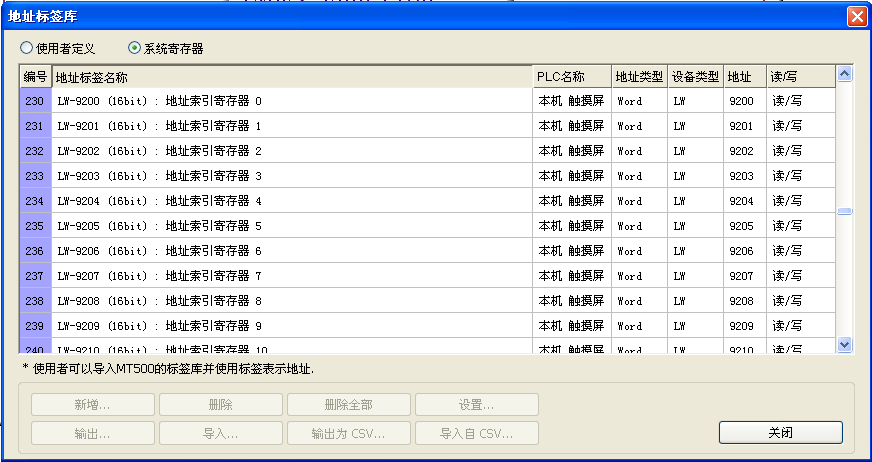 地址标签库
使用者定义 系统寄存器
编号 地址标签名称 PLC名称 地址类型 设备类型 地址 读/写
230 LW-9200 (16bit) : 地址索引寄存器 0 本机 触摸屏 Word LW 9200 读/写
231 LW-9201 (16bit) : 地址索引寄存器 1 本机 触摸屏 Word LW 9201 读/写
232 LW-9202 (16bit) : 地址索引寄存器 2 本机 触摸屏 Word LW 9202 读/写
233 LW-9203 (16bit) : 地址索引寄存器 3 本机 触摸屏 Word LW 9203 读/写
234 LW-9204 (16bit) : 地址索引寄存器 4 本机 触摸屏 Word LW 9204 读/写
235 LW-9205 (16bit) : 地址索引寄存器 5 本机 触摸屏 Word LW 9205 读/写
236 LW-9206 (16bit) : 地址索引寄存器 6 本机 触摸屏 Word LW 9206 读/写
237 LW-9207 (16bit) : 地址索引寄存器 7 本机 触摸屏 Word LW 9207 读/写
238 LW-9208 (16bit) : 地址索引寄存器 8 本机 触摸屏 Word LW 9208 读/写
239 LW-9209 (16bit) : 地址索引寄存器 9 本机 触摸屏 Word LW 9209 读/写
240 LW-9210 (16bit) : 地址索引寄存器 10 本机 触摸屏 Word LW 9210 读/写
* 使用者可以导入MT500的标签库并使用标签表示地址.
新增... 删除 删除全部 设置...
输出... 导入... 输出为 CSV... 导入自 CSV... 关闭